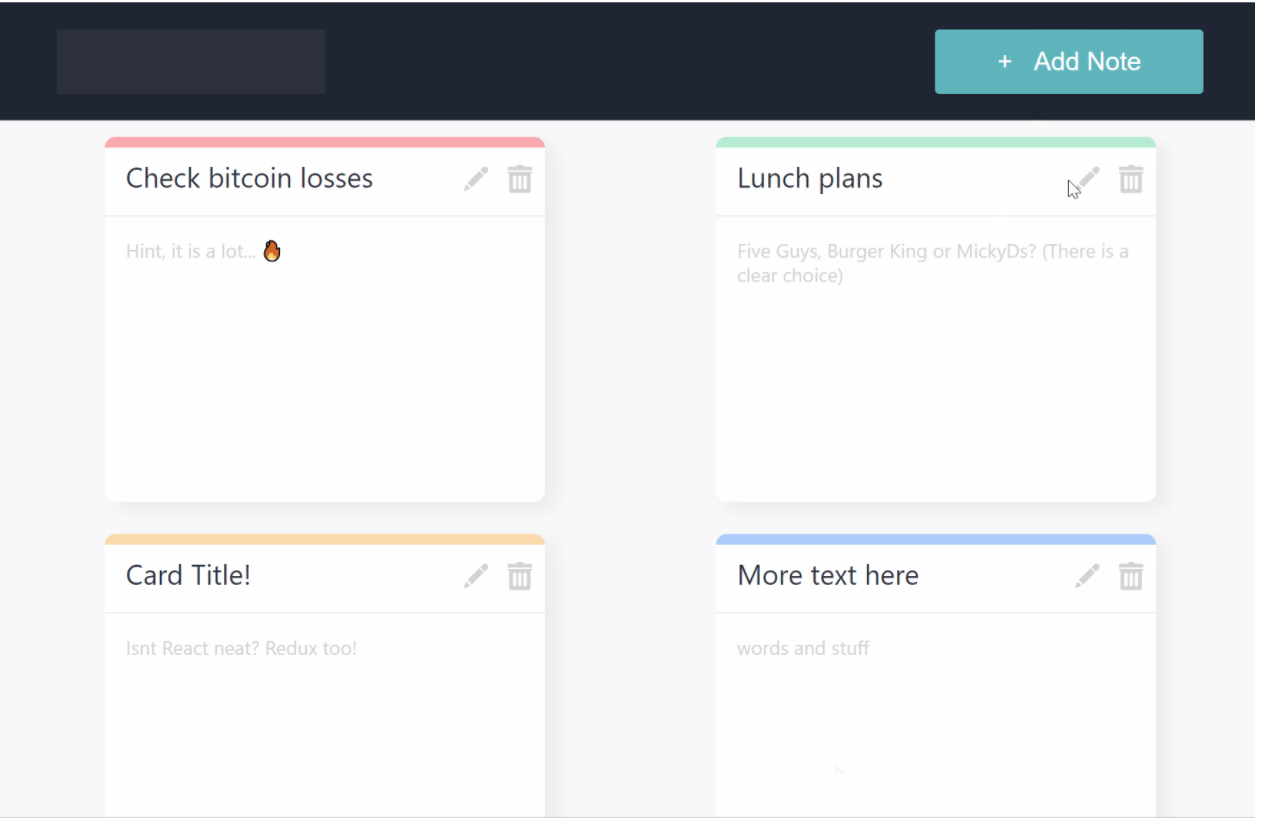 + Add Note
Check bitcoin losses
Lunch plans
Hint, it is a lot... 🔥
Five Guys, Burger King or MickyDs? (There is a
clear choice)
Card Title!
More text here
Isnt React neat? Redux too!
words and stuff